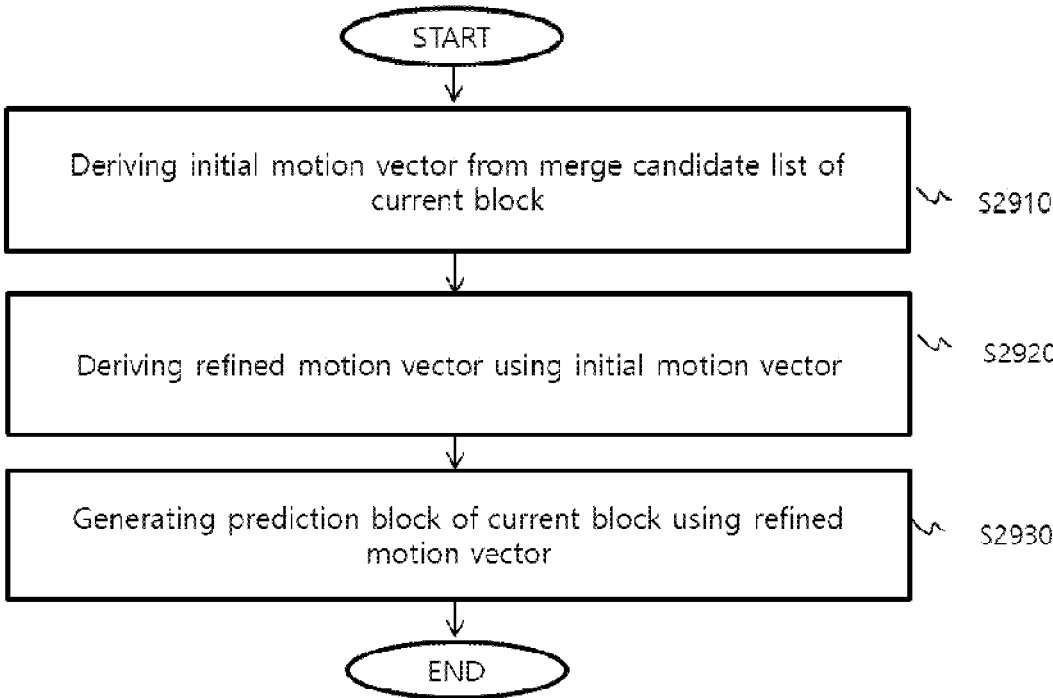 START
Deriving initial motion vector from merge candidate list of
current block
S2910
Deriving refined motion vector using initial motion vector
S2920
Generating prediction block of current block using refined
motion vector
S2930
END